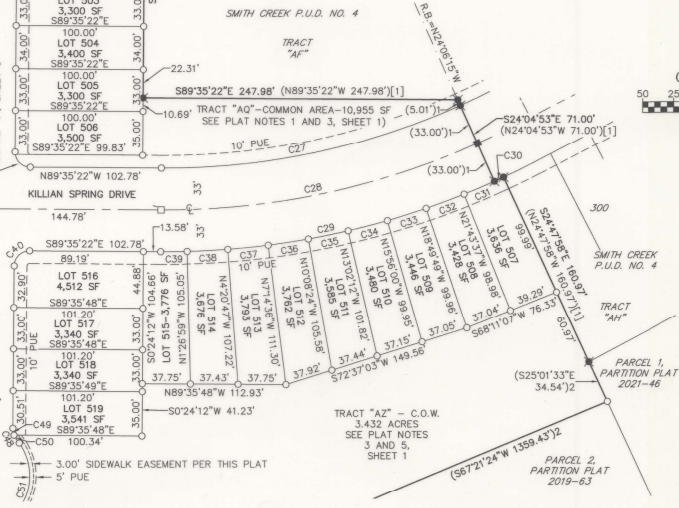 LOT 503
3,300 SF
S89°35'22"E
100.00'
LOT 504
3,400 SF
S89°35'22"E
34.00'
34.00'
100.00'
LOT 505
3,300 SF
S89°35'22"E
33.00'
33.00'
100.00'
LOT 506
3,500 SF
S89°35'22"E 99.83'
35.00'
22.31'
10.69'
SMITH CREEK P.U.D. NO. 4
TRACT
"AF"
R.B.=N24°06'15"W
S89°35'22"E 247.98' (N89°35'22"W 247.98')[1]
TRACT "AQ"-COMMON AREA-10,955 SF
SEE PLAT NOTES 1 AND 3, SHEET 1)
(5.01')1
(33.00')1
(33.00')1
S24°04'53"E 71.00'
(N24°04'53"W 71.00')[1]
50
25
10' PUE
C27
C28
C30
C31
N89°35'22"W 102.78'
KILLIAN SPRING DRIVE
33'
33'
144.78'
13.58'
C40
S89°35'22"E 102.78'
89.19'
LOT 516
4,512 SF
S89°35'48"E
32.90'
44.88'
101.20'
LOT 517
3,340 SF
S89°35'48"E
33.00'
33.00'
10' PUE
101.20'
LOT 518
3,340 SF
S89°35'49"E
33.00'
33.00'
101.20'
LOT 519
3,541 SF
S89°35'48"E
100.34'
30.51'
35.00'
C49
C48
C50
C51
3.00' SIDEWALK EASEMENT PER THIS PLAT
5' PUE
C39
C38
C37
10' PUE
C36
C29
C35
C34
C33
C32
S0°24'12"W 104.66'
LOT 515-3,776 SF
N1°26'59"W 105.05'
LOT 514
3,676 SF
N4°20'47"W 107.22'
LOT 513
3,793 SF
N7°14'36"W 111.30'
LOT 512
3,762 SF
N10°08'24"W 105.58'
LOT 511
3,585 SF
N13°02'12"W 101.82'
LOT 510
3,480 SF
N15°56'00"W 99.95'
LOT 509
3,446 SF
N18°49'49"W 99.96'
LOT 508
3,428 SF
N21°43'37"W 98.98'
LOT 507
3,636 SF
99.99'
S24°47'58"E 160.97'
(N24°47'58"W 160.97')[1]
60.97'
37.75'
37.43'
37.75'
N89°35'48"W 112.93'
S0°24'12"W 41.23'
37.92'
37.44'
37.15'
37.05'
S72°37'03"W 149.56'
37.04'
39.29'
S68°11'07"W 76.33'
300
SMITH CREEK
P.U.D. NO. 4
TRACT
"AH"
(S25°01'33"E
34.54')2
PARCEL 1,
PARTITION PLAT
2021-46
TRACT "AZ" - C.O.W.
3.432 ACRES
SEE PLAT NOTES
3 AND 5,
SHEET 1
(S67°21'24"W 1359.43')2
PARCEL 2,
PARTITION PLAT
2019-63